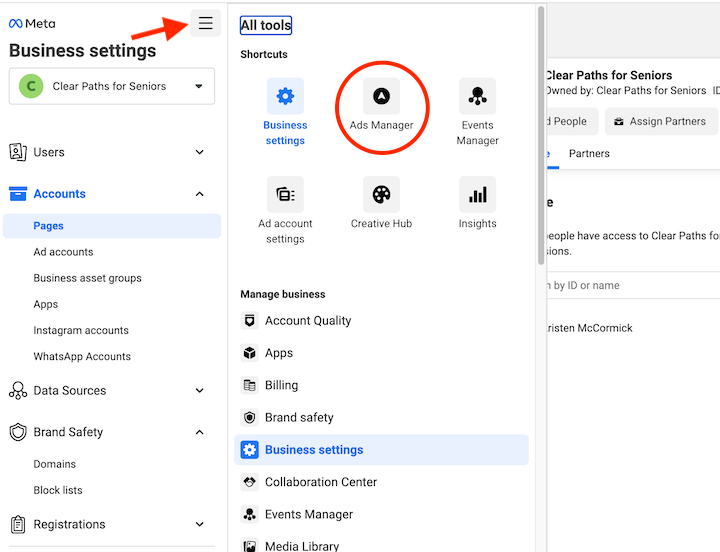 Meta
Business settings
C
Clear Paths for Seniors
Users
Accounts
Pages
Ad accounts
Business asset groups
Apps
Instagram accounts
WhatsApp Accounts
Data Sources
Brand Safety
Domains
Block lists
Registrations
All tools
Shortcuts
Business
settings
Ads Manager
Events
Manager
Ad account
settings
Creative Hub
Insights
Manage business
Account Quality
Apps
Billing
Brand safety
Business settings
Collaboration Center
Events Manager
Media Library
Clear Paths for Seniors
Owned by: Clear Paths for Seniors ID
d People
Assign Partners
e
Partners
e
people have access to Clear Paths fo
sions.
n by ID or name
risten McCormick